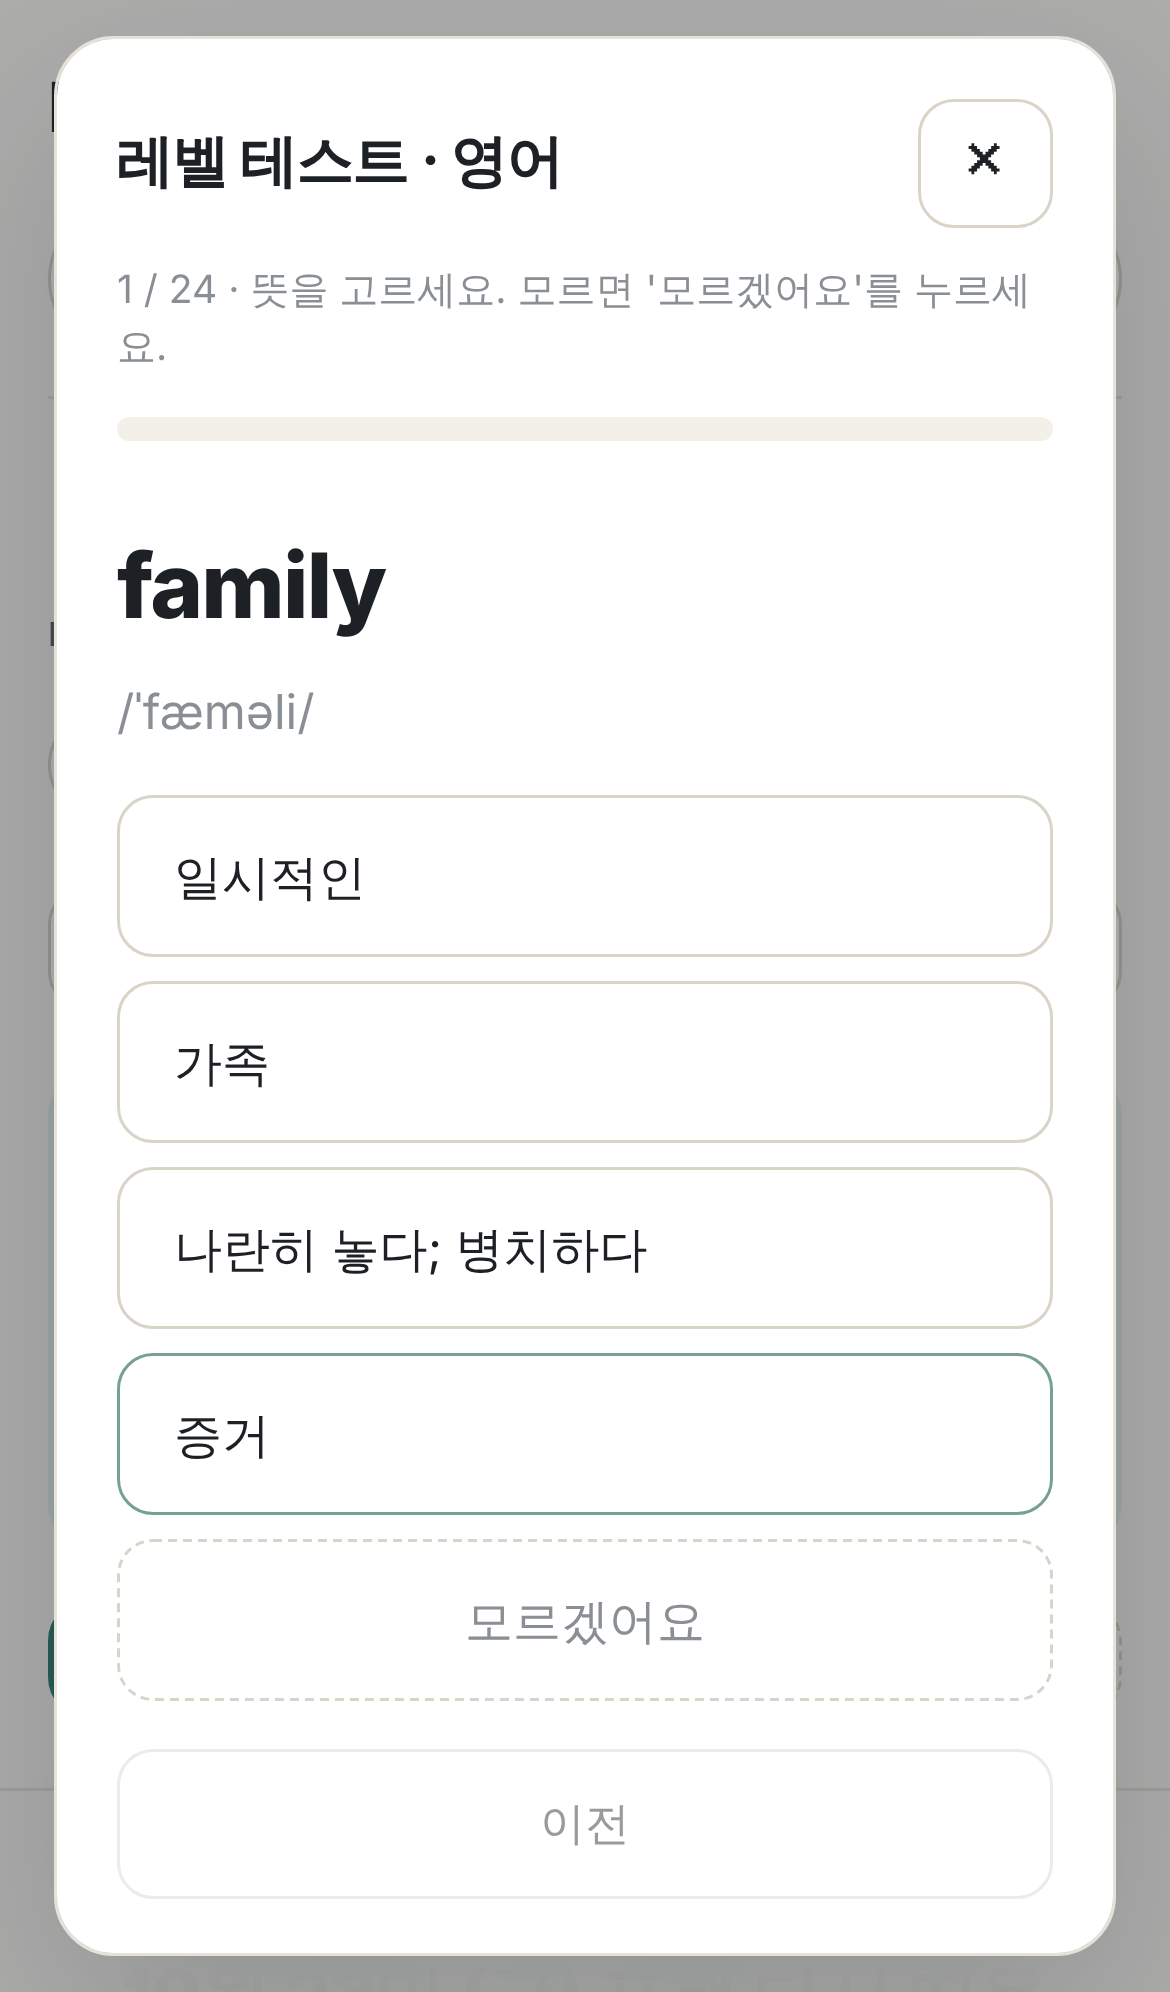 레벨 테스트 · 영어
×
1 / 24 · 뜻을 고르세요. 모르면 '모르겠어요'를 누르세
요.
family
/ˈfæməli/
일시적인
가족
나란히 놓다; 병치하다
증거
모르겠어요
이전